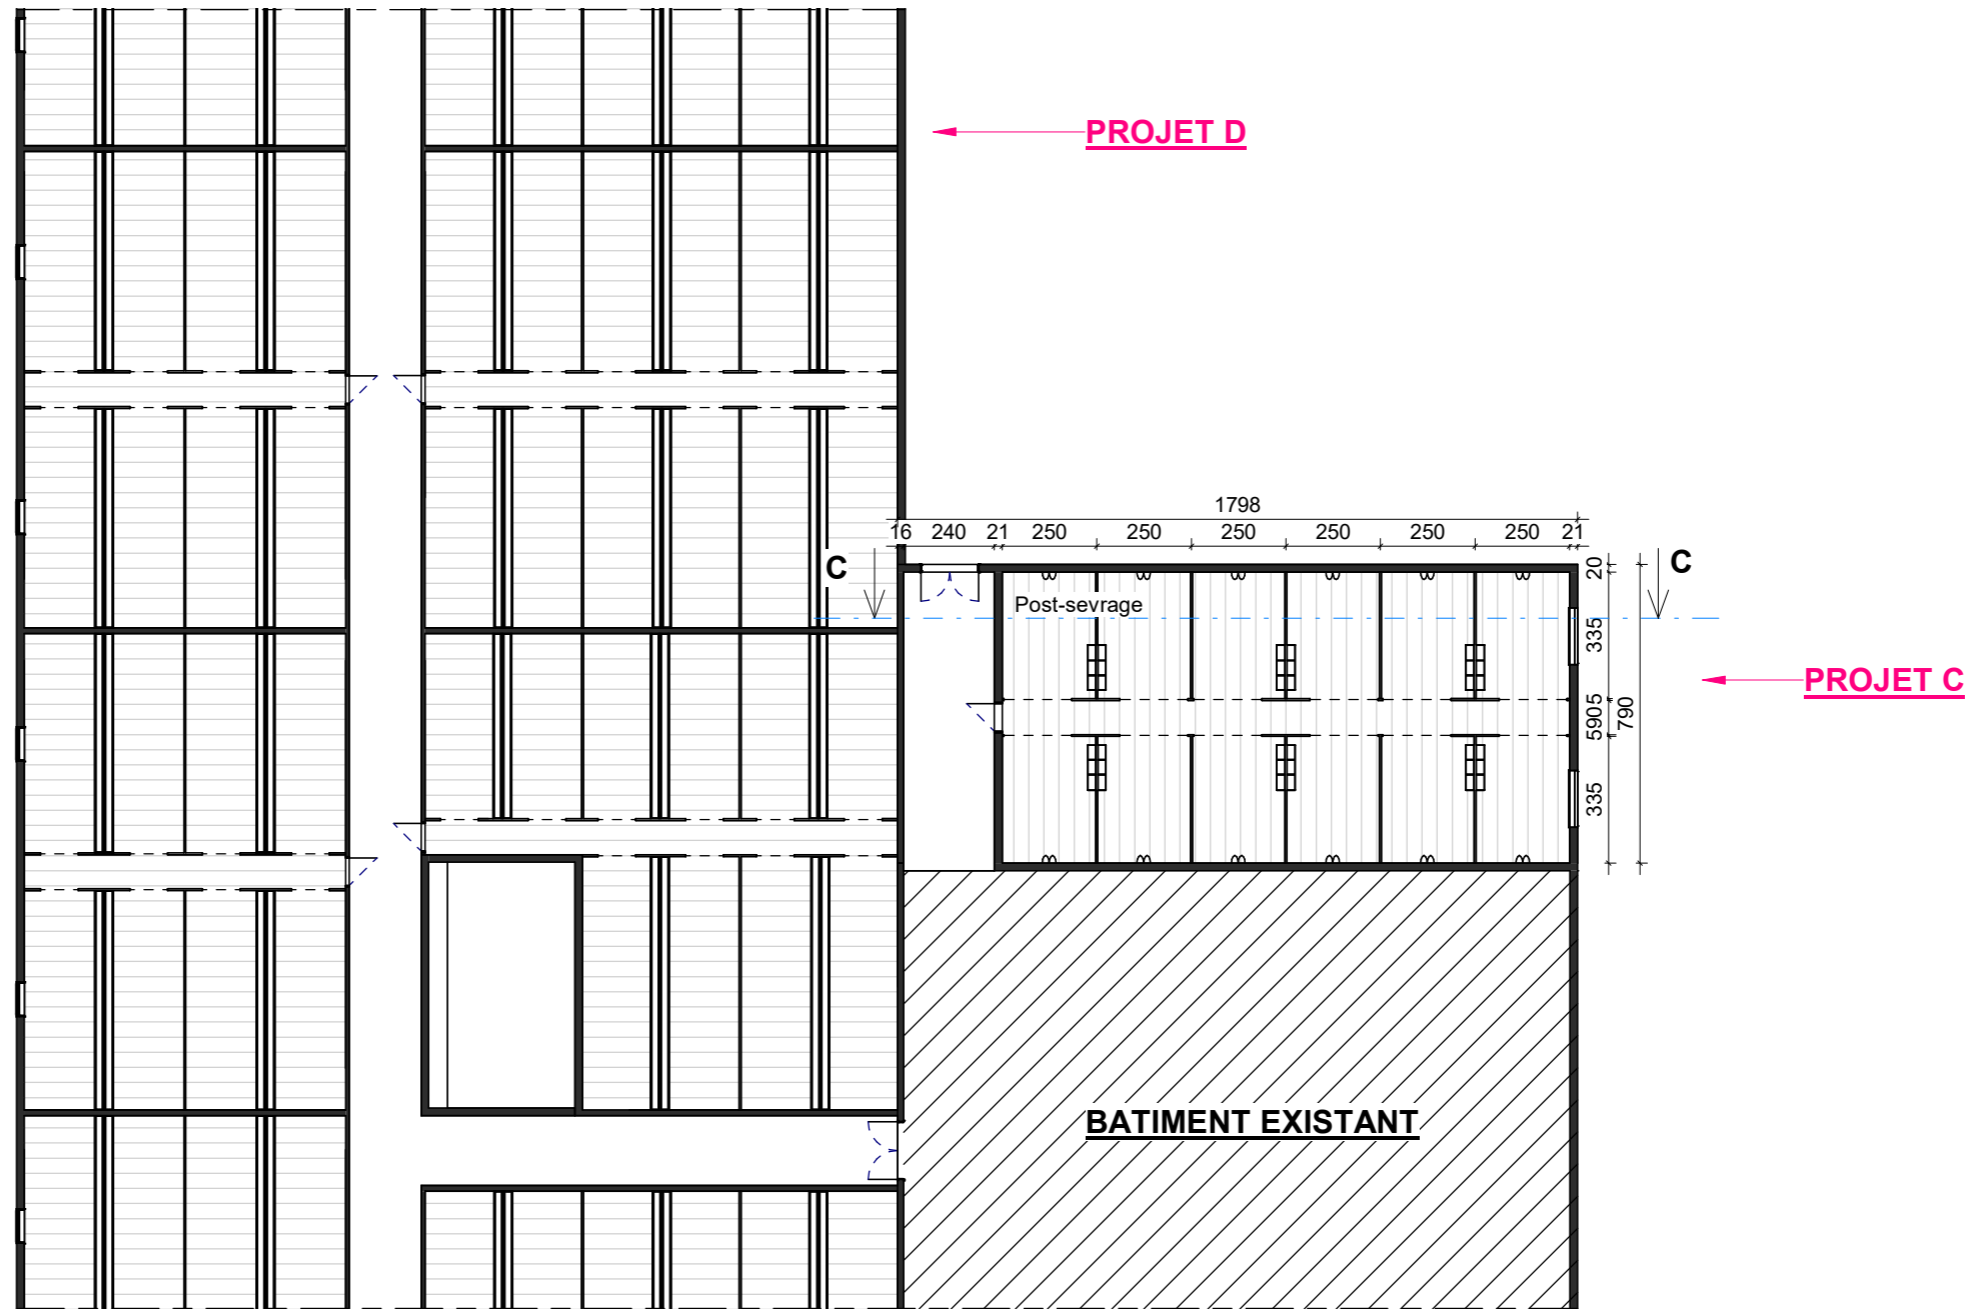 PROJET D
1798
16 240 21 250 250 250 250 250 250 21
C
C
20
Post-sevrage
335
PROJET C
5905
790
335
BATIMENT EXISTANT